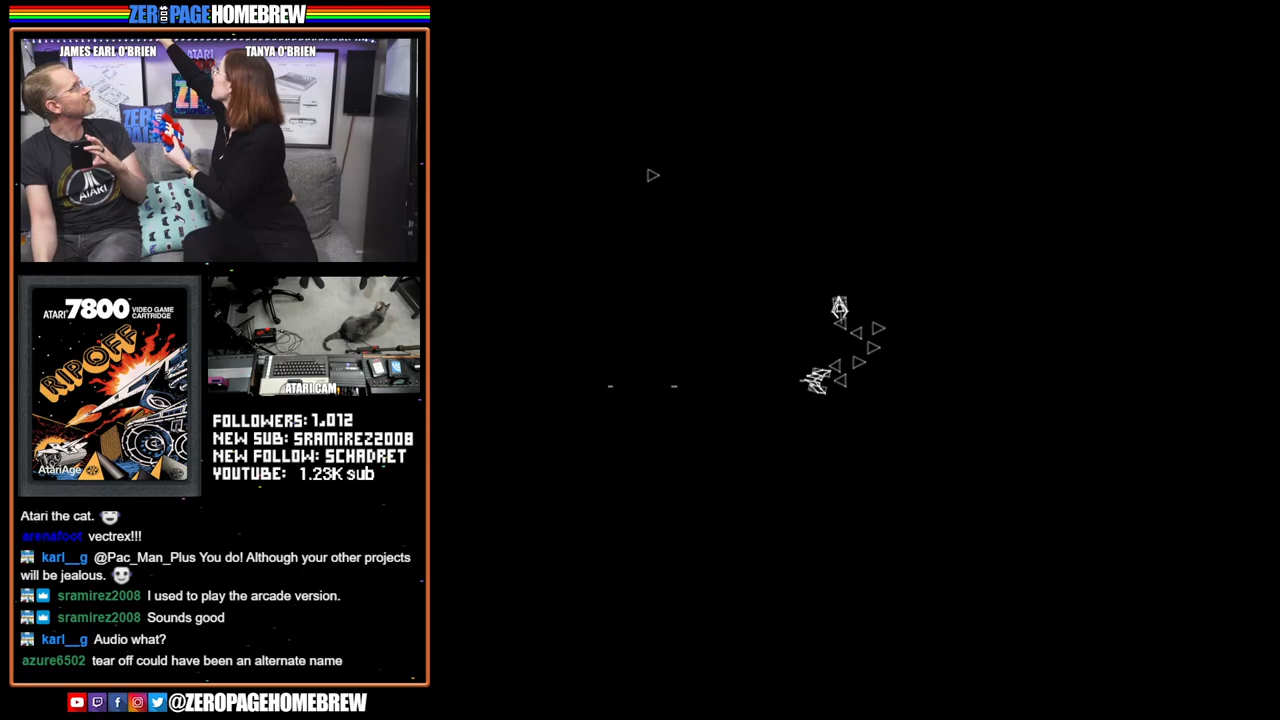 ZEROPAGE HOMEBREW
JAMES EARL O'BRIEN
TANYA O'BRIEN
ATARI
ZERO
ATARI
ATARI 7800 VIDEO GAME CARTRIDGE
RIPOFF
AtariAge
ATARI CAM
FOLLOWERS: 1,012
NEW SUB: SRAMIREZ2008
NEW FOLLOW: SCHADRET
YOUTUBE: 1.23K sub
Atari the cat.
arenafoot vectrex!!!
karl__g @Pac_Man_Plus You do! Although your other projects
will be jealous.
sramirez2008 I used to play the arcade version.
sramirez2008 Sounds good
karl__g Audio what?
azure6502 tear off could have been an alternate name
@ZEROPAGEHOMEBREW